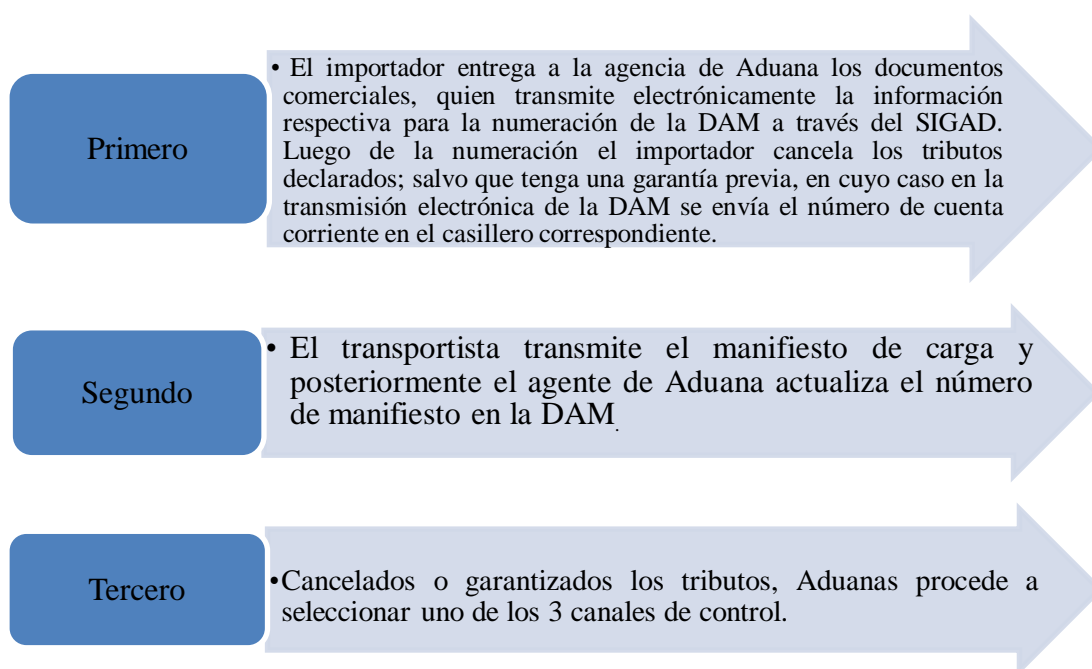 Primero
• El importador entrega a la agencia de Aduana los documentos
comerciales, quien transmite electrónicamente la información
respectiva para la numeración de la DAM a través del SIGAD.
Luego de la numeración el importador cancela los tributos
declarados; salvo que tenga una garantía previa, en cuyo caso en la
transmisión electrónica de la DAM se envía el número de cuenta
corriente en el casillero correspondiente.
Segundo
• El transportista transmite el manifiesto de carga y
posteriormente el agente de Aduana actualiza el número
de manifiesto en la DAM.
Tercero
•Cancelados o garantizados los tributos, Aduanas procede a
seleccionar uno de los 3 canales de control.